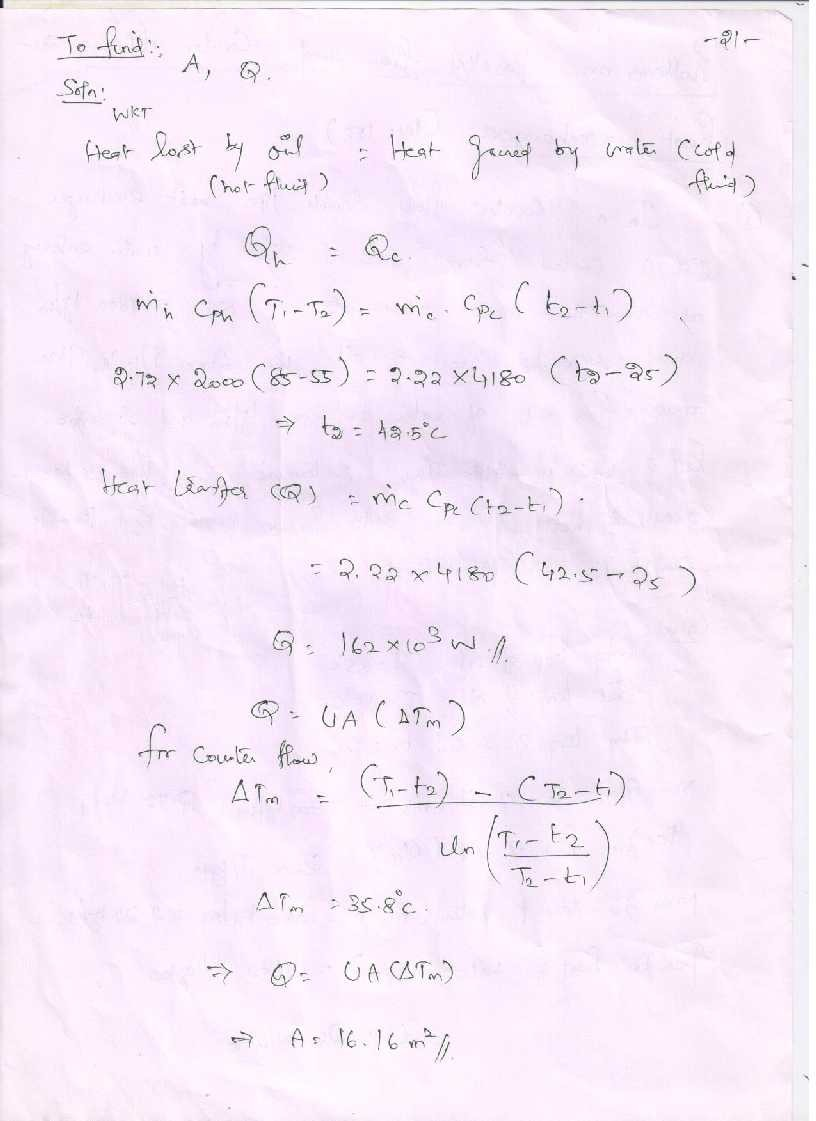 -21-
To find:
A, Q.
Soln:
WKT
Heat lost by oil = Heat gained by water (cold
(hot fluid) fluid)
Qh = Qc.
ṁh Cph (T1-T2) = ṁc. Cpc (t2-t1).
2.72 × 2000 (85-55) = 2.22 × 4180 (t2-25)
⇒ t2 = 42.5°C
Heat transfer (Q) = ṁc Cpc (t2-t1).
= 2.22 × 4180 (42.5-25)
Q = 162×10³ W //.
Q = UA (ΔTm)
for counter flow,
ΔTm = (T1-t2) - (T2-t1)
ln (T1-t2
T2-t1)
ΔTm = 35.8°C.
⇒ Q = UA (ΔTm)
⇒ A = 16.16 m² //.